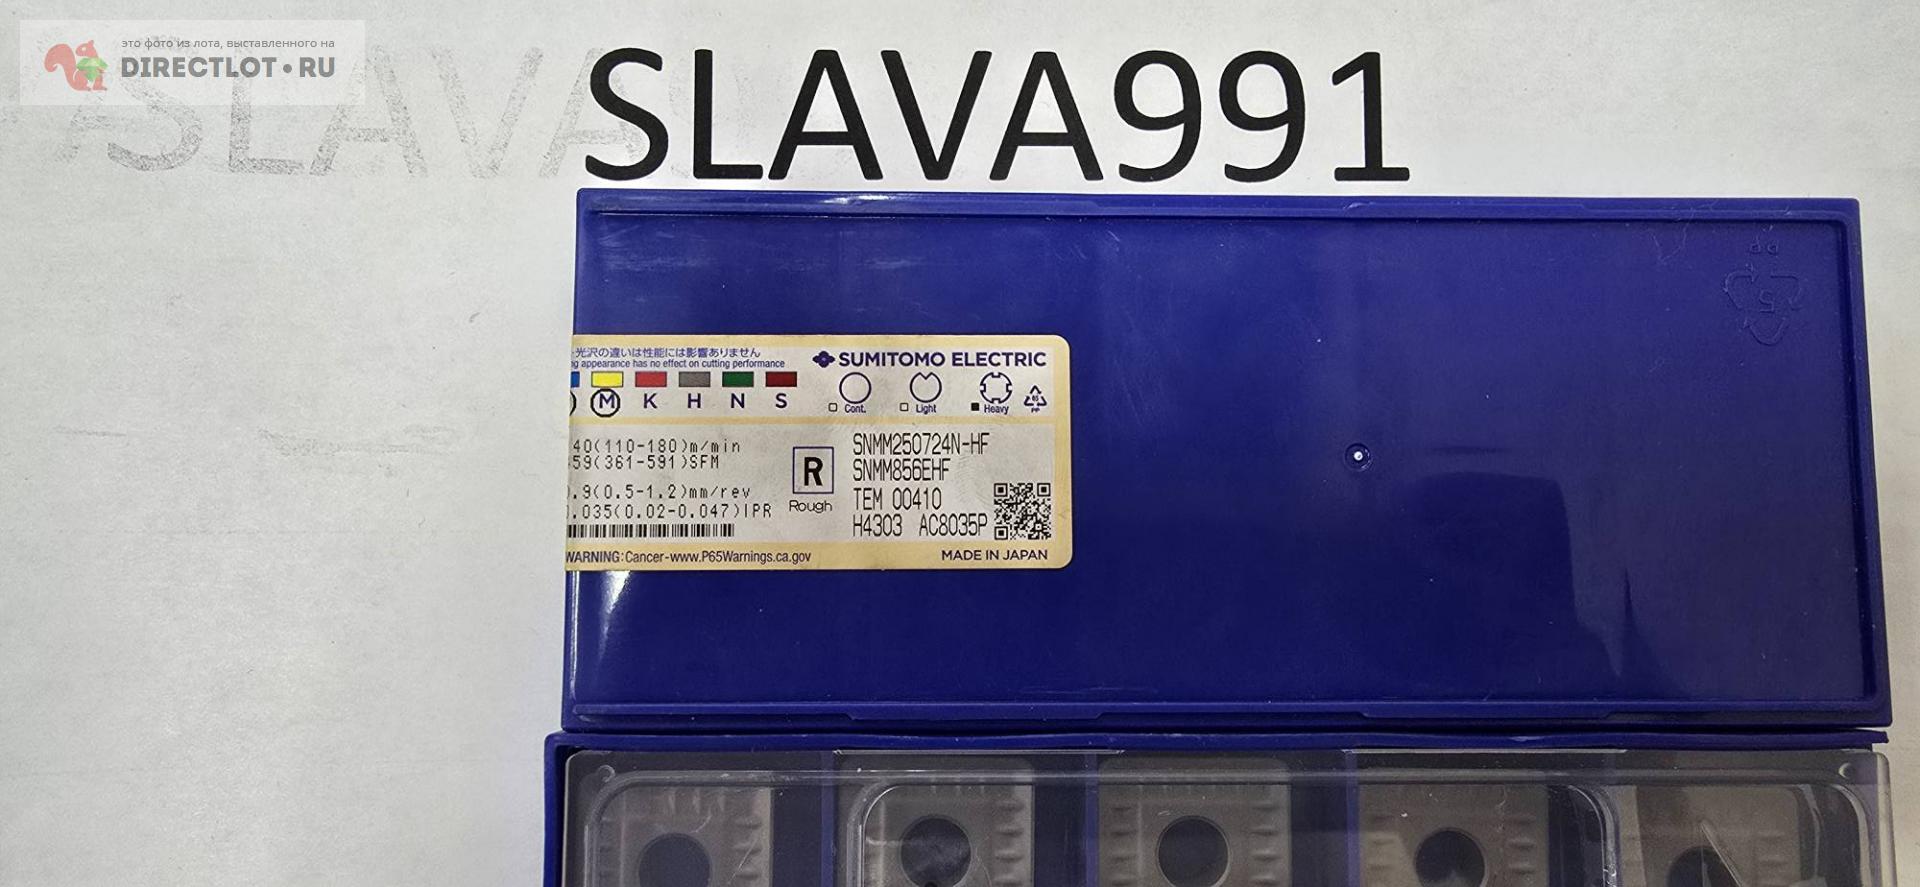 это фото из лота, выставленного на
DIRECTLOT•RU
SLAVA
SLAVA991
光沢の違いは性能には影響ありません
appearance has no effect on cutting performance
SUMITOMO ELECTRIC
M K H N S
Cont. Light Heavy
PP
40(110-180)m/min
59(361-591)SFM
.9(0.5-1.2)mm/rev
.035(0.02-0.047)IPR
R
Rough
SNMM250724N-HF
SNMM856EHF
TEM 00410
H4303 AC8035P
WARNING:Cancer-www.P65Warnings.ca.gov
MADE IN JAPAN
PP
5